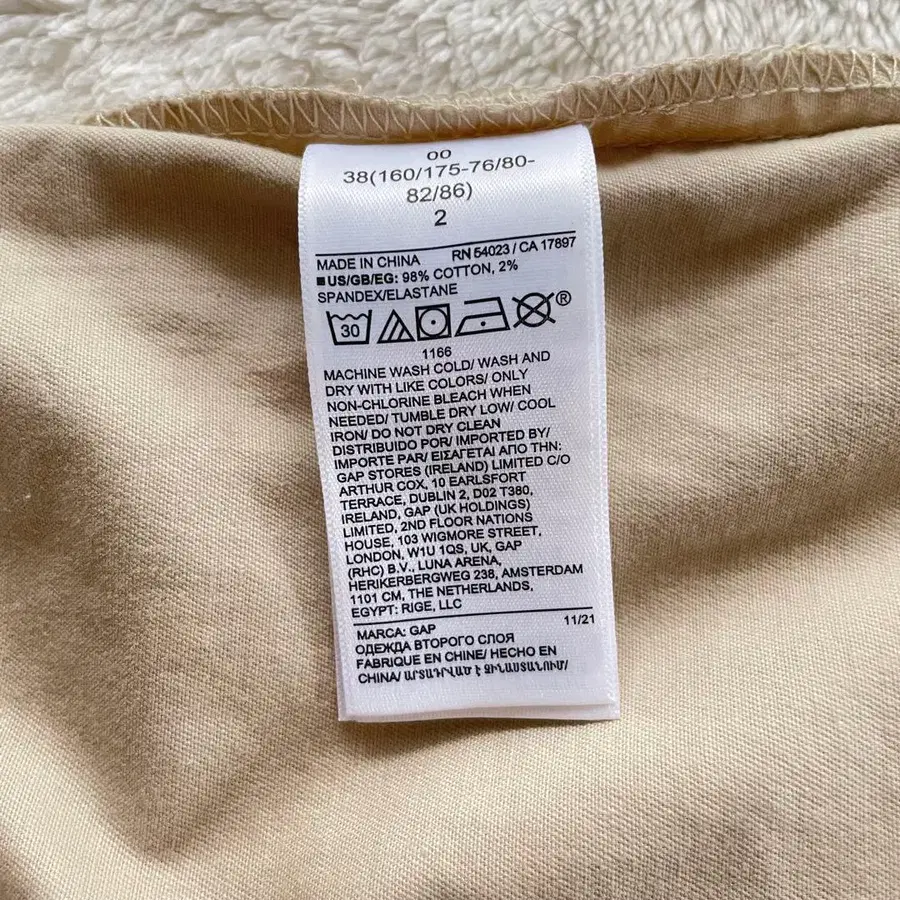 00
38(160/175-76/80-
82/86)
2
MADE IN CHINA RN 54023 / CA 17897
■US/GB/EG: 98% COTTON, 2%
SPANDEX/ELASTANE
30 ®
1166
MACHINE WASH COLD/ WASH AND
DRY WITH LIKE COLORS/ ONLY
NON-CHLORINE BLEACH WHEN
NEEDED/ TUMBLE DRY LOW/ COOL
IRON/ DO NOT DRY CLEAN
DISTRIBUIDO POR/ IMPORTED BY/
IMPORTE PAR/ ΕΙΣΑΓΕΤΑΙ ΑΠΟ ΤΗΝ:
GAP STORES (IRELAND) LIMITED C/O
ARTHUR COX, 10 EARLSFORT
TERRACE, DUBLIN 2, D02 T380,
IRELAND, GAP (UK HOLDINGS)
LIMITED, 2ND FLOOR NATIONS
HOUSE, 103 WIGMORE STREET,
LONDON, W1U 1QS, UK, GAP
(RHC) B.V., LUNA ARENA,
HERIKERBERGWEG 238, AMSTERDAM
1101 CM, THE NETHERLANDS,
EGYPT: RIGE, LLC
MARCA: GAP 11/21
ОДЕЖДА ВТОРОГО СЛОЯ
FABRIQUE EN CHINE/ HECHO EN
CHINA/ ԱՐՏԱԴՐՎԱԾ Է ՉԻՆԱՍՏԱՆՈՒՄ/